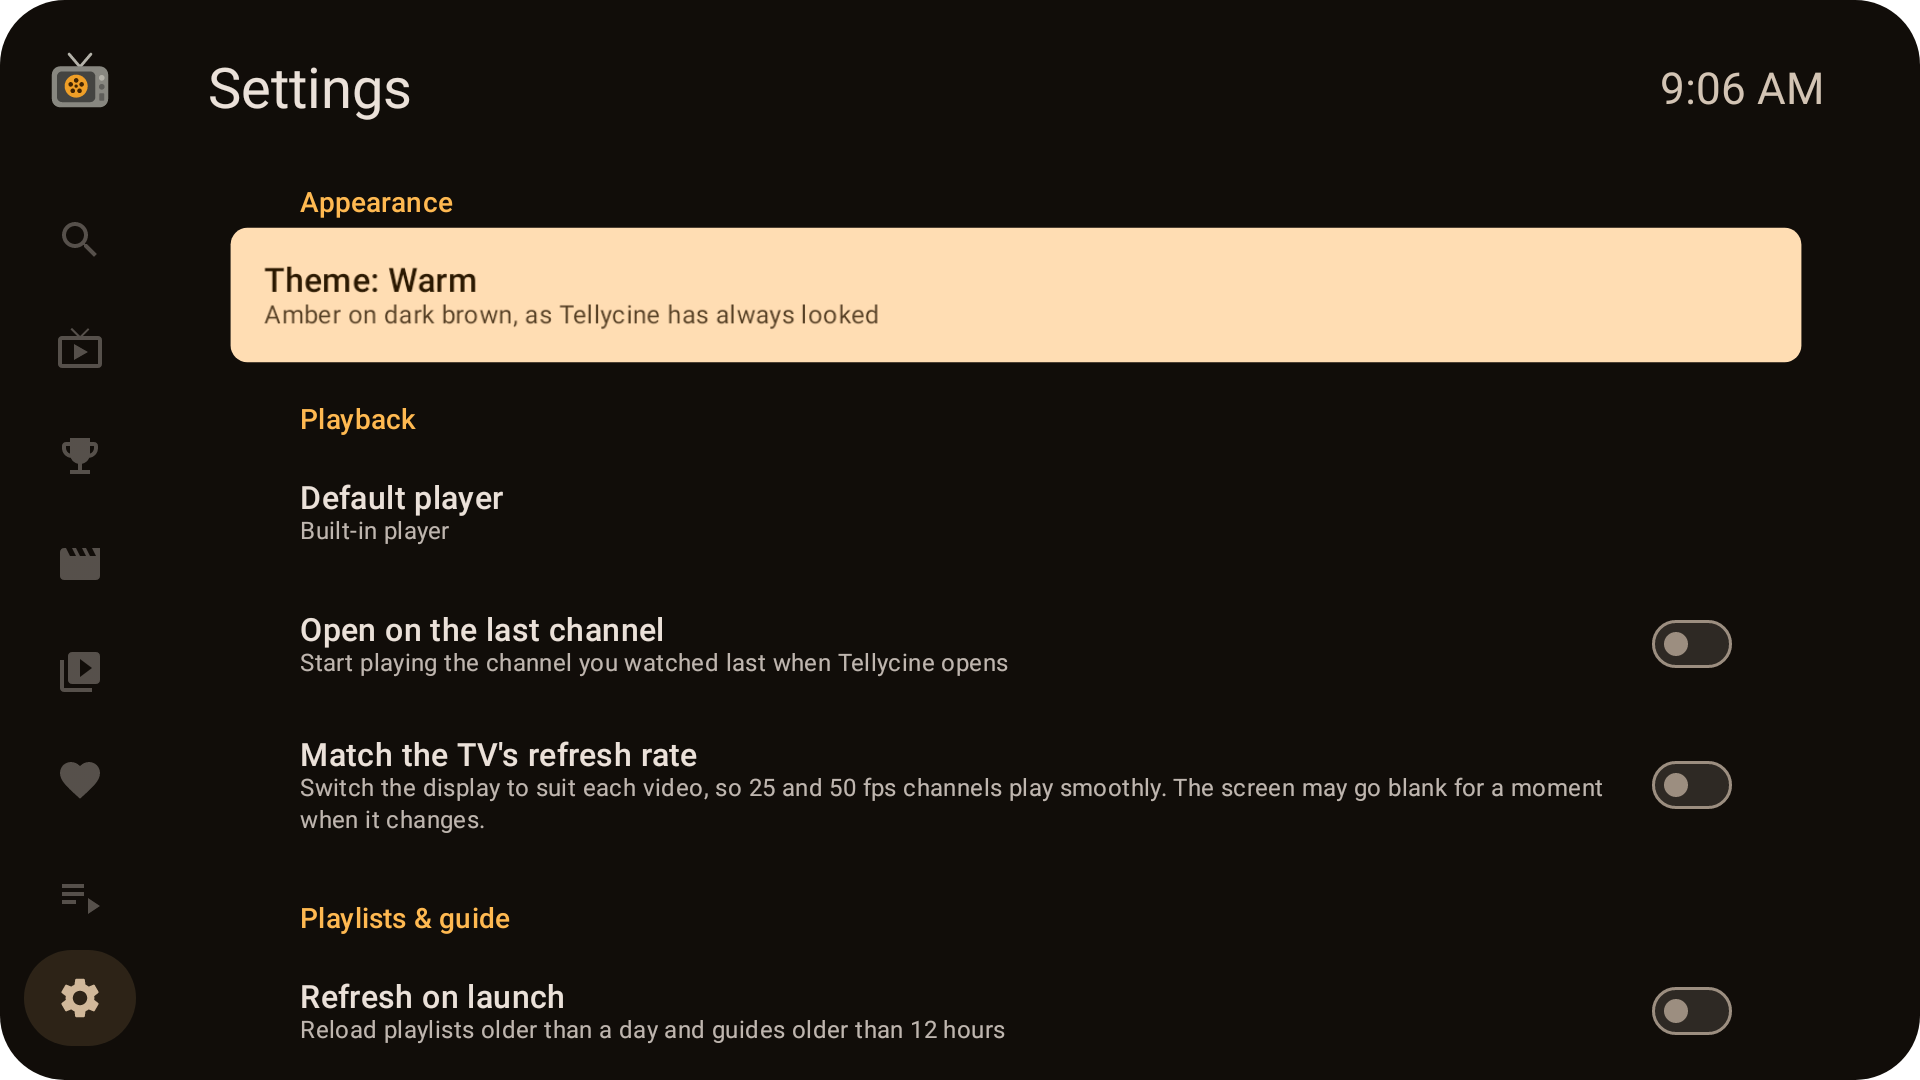 Settings
9:06 AM
Appearance
Theme: Warm
Amber on dark brown, as Tellycine has always looked
Playback
Default player
Built-in player
Open on the last channel
Start playing the channel you watched last when Tellycine opens
Match the TV's refresh rate
Switch the display to suit each video, so 25 and 50 fps channels play smoothly. The screen may go blank for a moment
when it changes.
Playlists & guide
Refresh on launch
Reload playlists older than a day and guides older than 12 hours